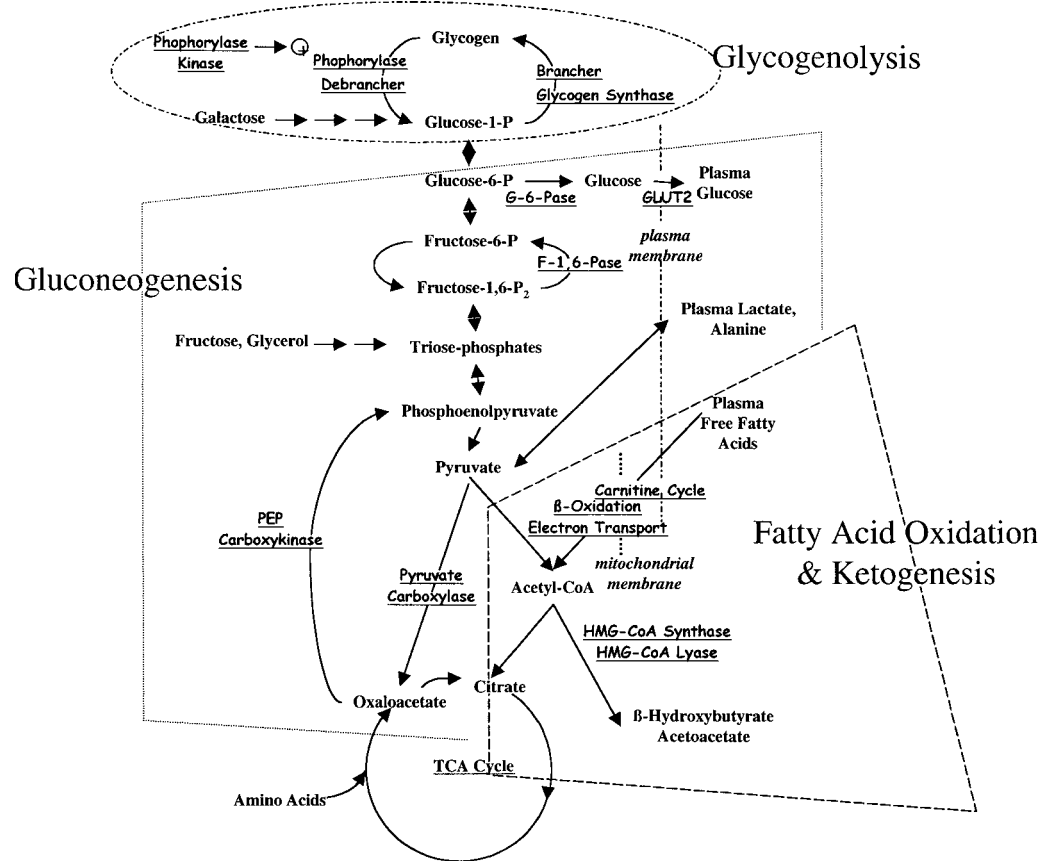 Glycogenolysis
Phophorylase
Kinase
+
Glycogen
Phophorylase
Debrancher
Brancher
Glycogen Synthase
Galactose
Glucose-1-P
Glucose-6-P
G-6-Pase
Glucose
GLUT2
Plasma
Glucose
Fructose-6-P
F-1,6-Pase
plasma
membrane
Gluconeogenesis
Fructose-1,6-P2
Plasma Lactate,
Alanine
Fructose, Glycerol
Triose-phosphates
Phosphoenolpyruvate
Plasma
Free Fatty
Acids
Pyruvate
Carnitine Cycle
ß-Oxidation
Electron Transport
PEP
Carboxykinase
Fatty Acid Oxidation
& Ketogenesis
mitochondrial
membrane
Pyruvate
Carboxylase
Acetyl-CoA
HMG-CoA Synthase
HMG-CoA Lyase
Oxaloacetate
Citrate
ß-Hydroxybutyrate
Acetoacetate
TCA Cycle
Amino Acids